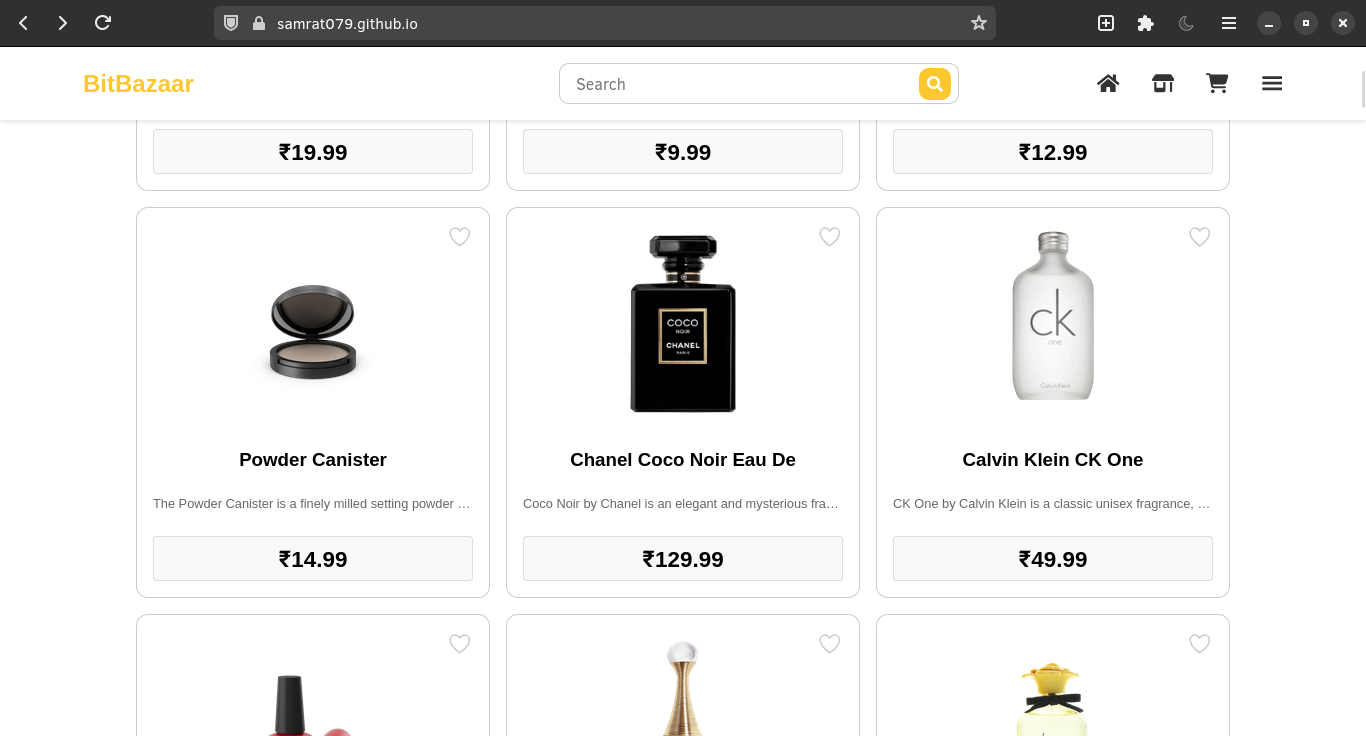 samrat079.github.io
BitBazaar
Search
₹19.99
₹9.99
₹12.99
COCO
NOIR
CHANEL
PARIS
ck
one
Calvin Klein
Powder Canister
Chanel Coco Noir Eau De
Calvin Klein CK One
The Powder Canister is a finely milled setting powder …
Coco Noir by Chanel is an elegant and mysterious fra…
CK One by Calvin Klein is a classic unisex fragrance, …
₹14.99
₹129.99
₹49.99